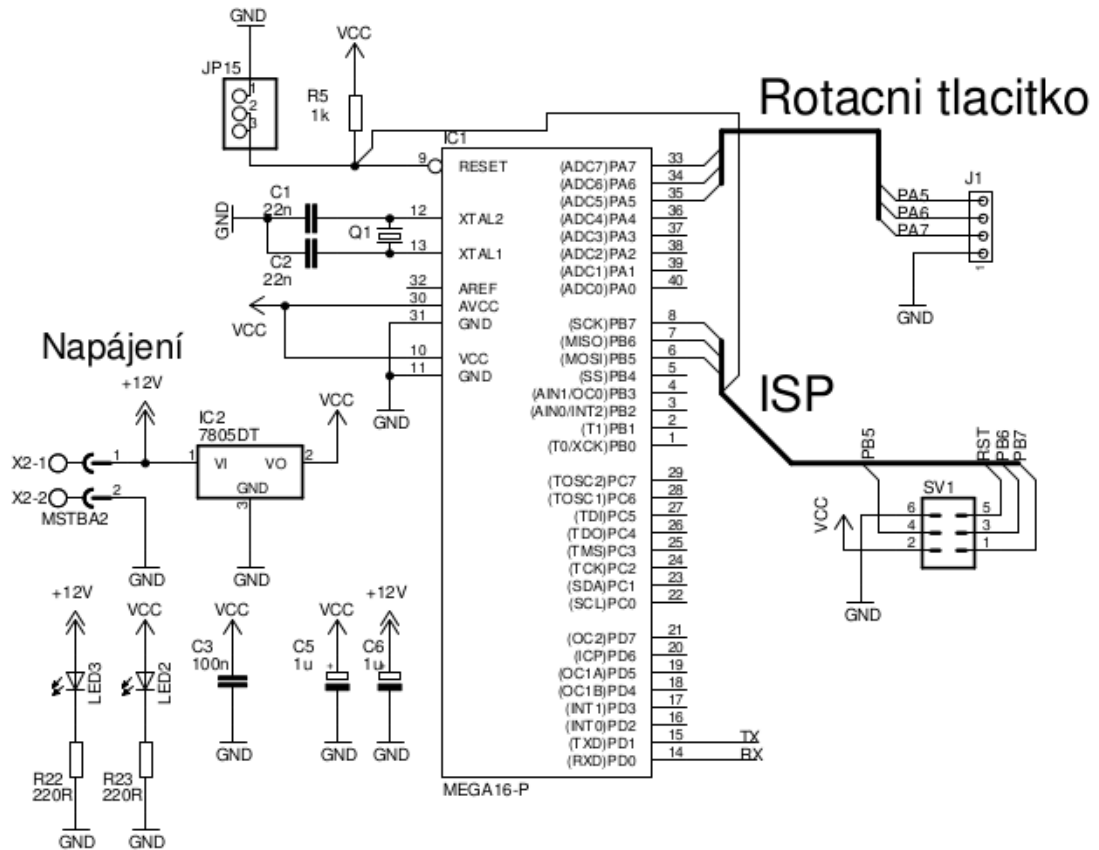 GND
VCC
JP15
1
2
3
R5
1k
Rotacni tlacitko
IC1
9
RESET
(ADC7)PA7
33
(ADC6)PA6
34
(ADC5)PA5
35
(ADC4)PA4
36
(ADC3)PA3
37
(ADC2)PA2
38
(ADC1)PA1
39
(ADC0)PA0
40
J1
PA5
PA6
PA7
1
GND
C1
22n
GND
12
XTAL2
Q1
13
XTAL1
C2
22n
32
AREF
30
AVCC
31
GND
VCC
10
VCC
11
GND
GND
(SCK)PB7
8
(MISO)PB6
7
(MOSI)PB5
6
(SS)PB4
5
(AIN1/OC0)PB3
4
(AIN0/INT2)PB2
3
(T1)PB1
2
(T0/XCK)PB0
1
ISP
Napájení
+12V
IC2
7805DT
VCC
X2-1
1
1
VI
VO
2
GND
3
X2-2
2
MSTBA2
GND
GND
(TOSC2)PC7
29
(TOSC1)PC6
28
(TDI)PC5
27
(TDO)PC4
26
(TMS)PC3
25
(TCK)PC2
24
(SDA)PC1
23
(SCL)PC0
22
PB5
RST
PB6
PB7
SV1
VCC
6
5
4
3
2
1
GND
+12V
VCC
VCC
VCC
+12V
LED3
LED2
C3
100n
C5
1u
+
C6
1u
+
GND
GND
GND
R22
220R
R23
220R
GND
GND
(OC2)PD7
21
(ICP)PD6
20
(OC1A)PD5
19
(OC1B)PD4
18
(INT1)PD3
17
(INT0)PD2
16
(TXD)PD1
15
TX
(RXD)PD0
14
RX
MEGA16-P